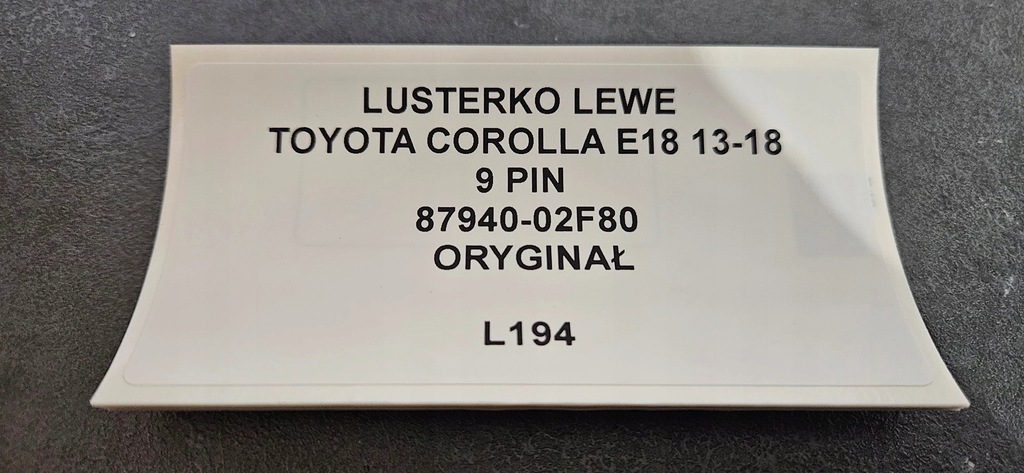 LUSTERKO LEWE
TOYOTA COROLLA E18 13-18
9 PIN
87940-02F80
ORYGINAŁ
L194